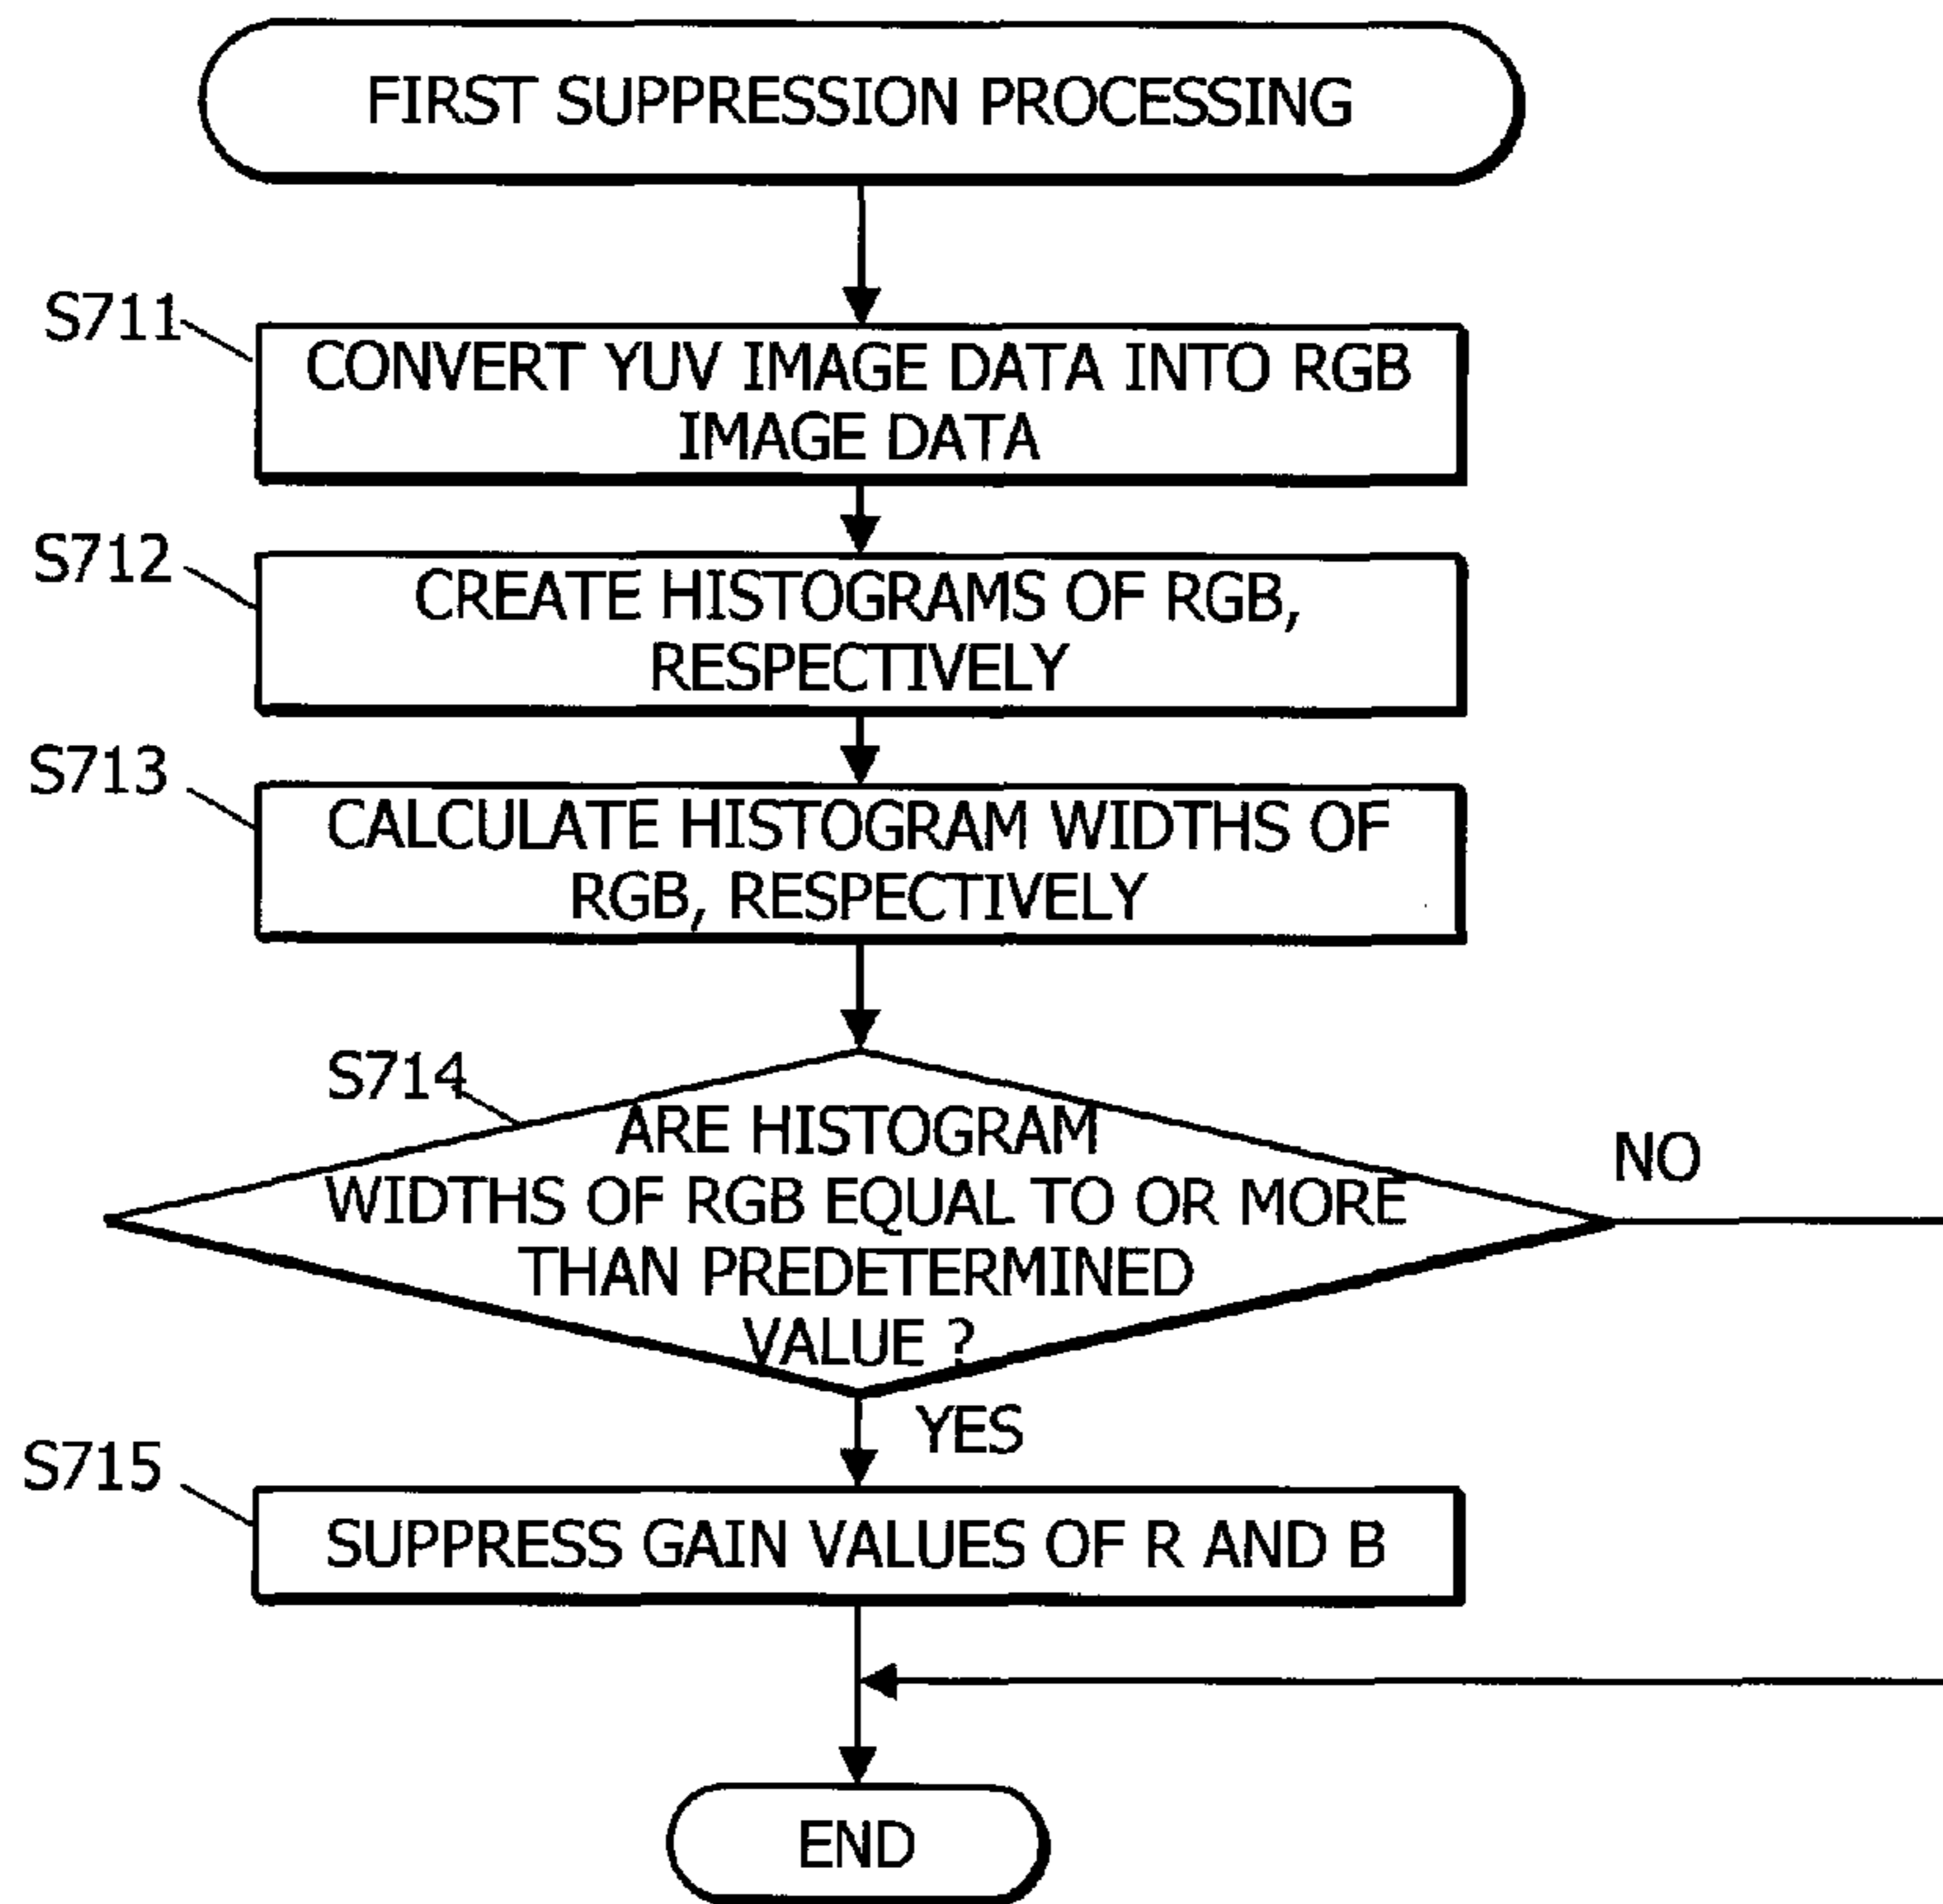 FIRST SUPPRESSION PROCESSING
S711
CONVERT YUV IMAGE DATA INTO RGB
IMAGE DATA
S712
CREATE HISTOGRAMS OF RGB,
RESPECTIVELY
S713
CALCULATE HISTOGRAM WIDTHS OF
RGB, RESPECTIVELY
S714
ARE HISTOGRAM
WIDTHS OF RGB EQUAL TO OR MORE
THAN PREDETERMINED
VALUE ?
NO
YES
S715
SUPPRESS GAIN VALUES OF R AND B
END